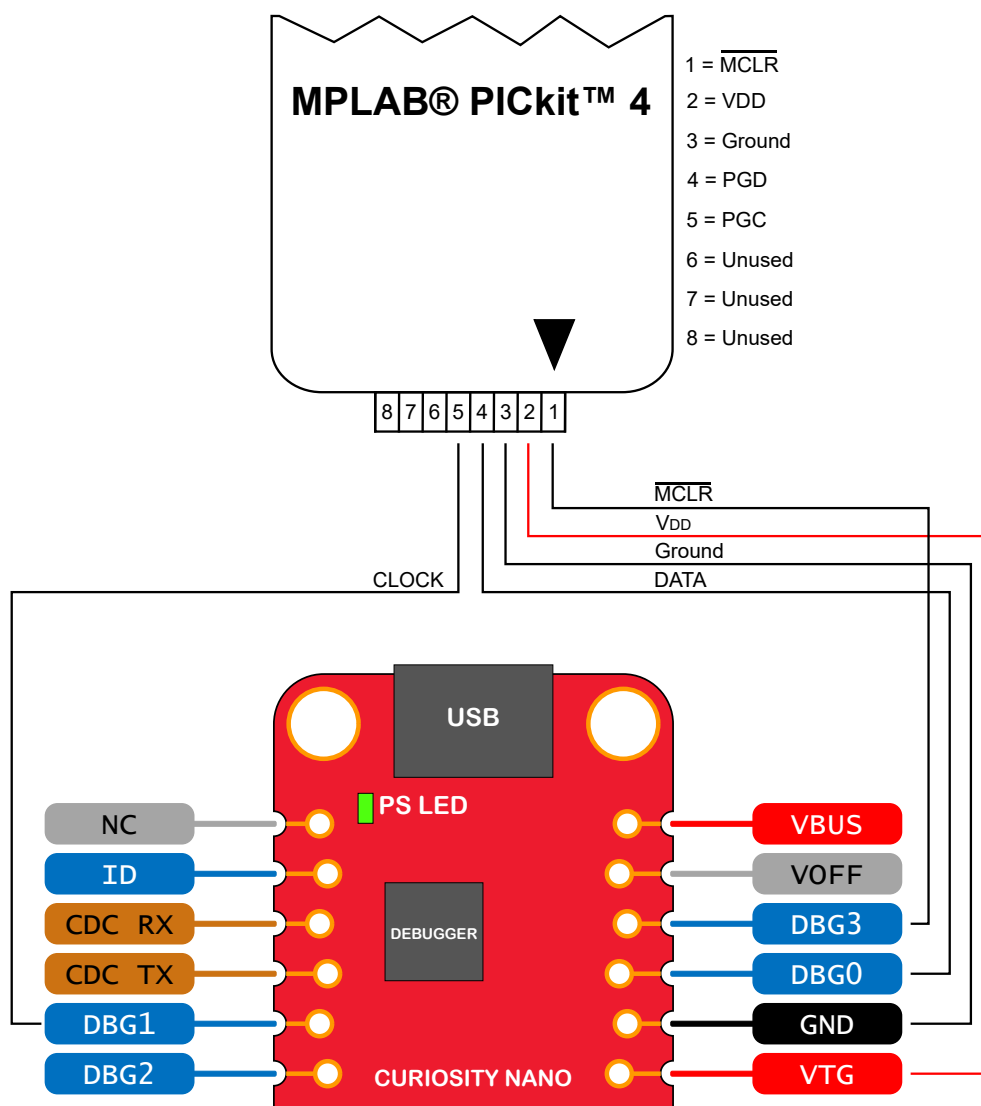 MPLAB® PICkit™ 4
1 = MCLR
2 = VDD
3 = Ground
4 = PGD
5 = PGC
6 = Unused
7 = Unused
8 = Unused
8 7 6 5 4 3 2 1
MCLR
VDD
Ground
CLOCK
DATA
USB
PS LED
NC
VBUS
ID
VOFF
CDC RX
DEBUGGER
DBG3
CDC TX
DBG0
DBG1
GND
DBG2
CURIOSITY NANO
VTG